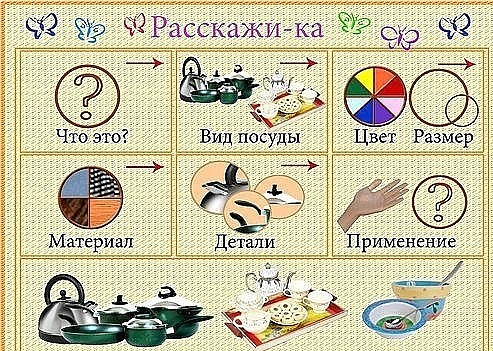 Расскажи-ка
Что это? Вид посуды Цвет Размер
Материал Детали Применение